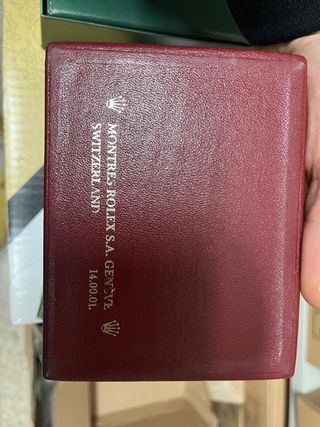 MONTRES ROLEX S.A. GENÈVE
SWITZERLAND
14.00.01.